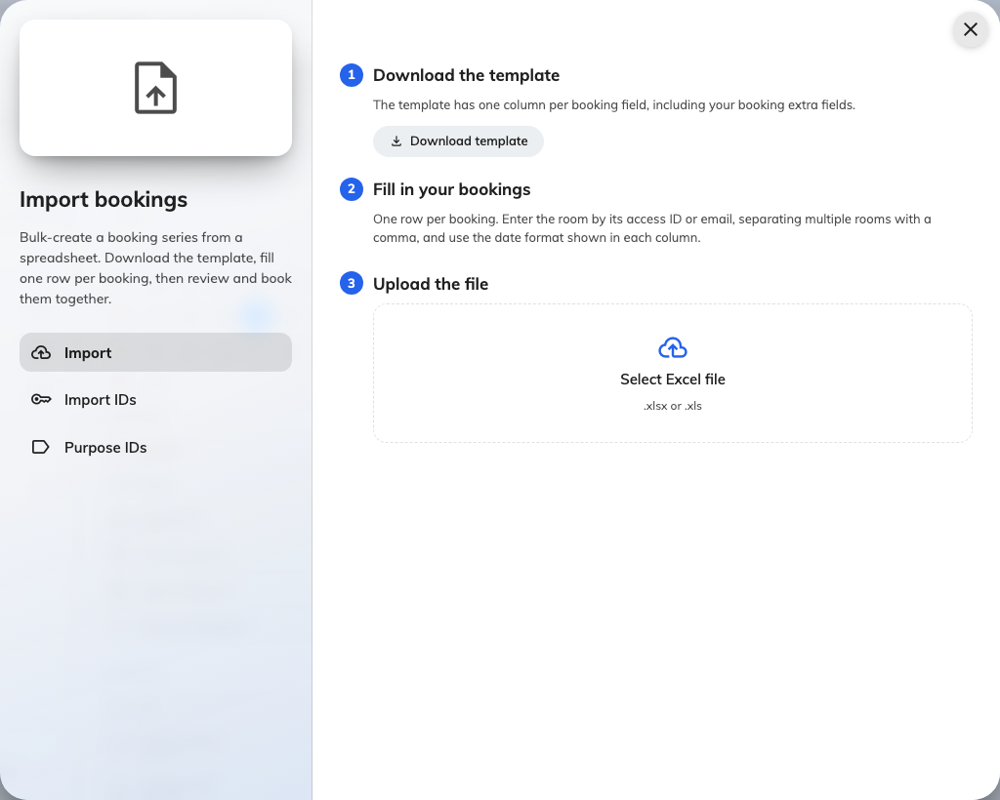 Import bookings
Bulk-create a booking series from a
spreadsheet. Download the template, fill
one row per booking, then review and book
them together.
Import
Import IDs
Purpose IDs
1 Download the template
The template has one column per booking field, including your booking extra fields.
Download template
2 Fill in your bookings
One row per booking. Enter the room by its access ID or email, separating multiple rooms with a
comma, and use the date format shown in each column.
3 Upload the file
Select Excel file
.xlsx or .xls